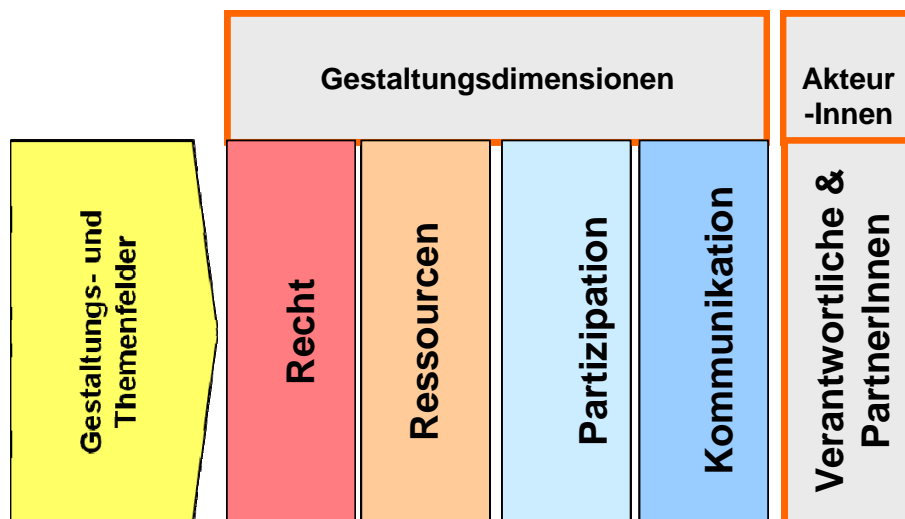 Gestaltungsdimensionen
Akteur
-Innen
Gestaltungs- und
Themenfelder
Recht
Ressourcen
Partizipation
Kommunikation
Verantwortliche &
PartnerInnen